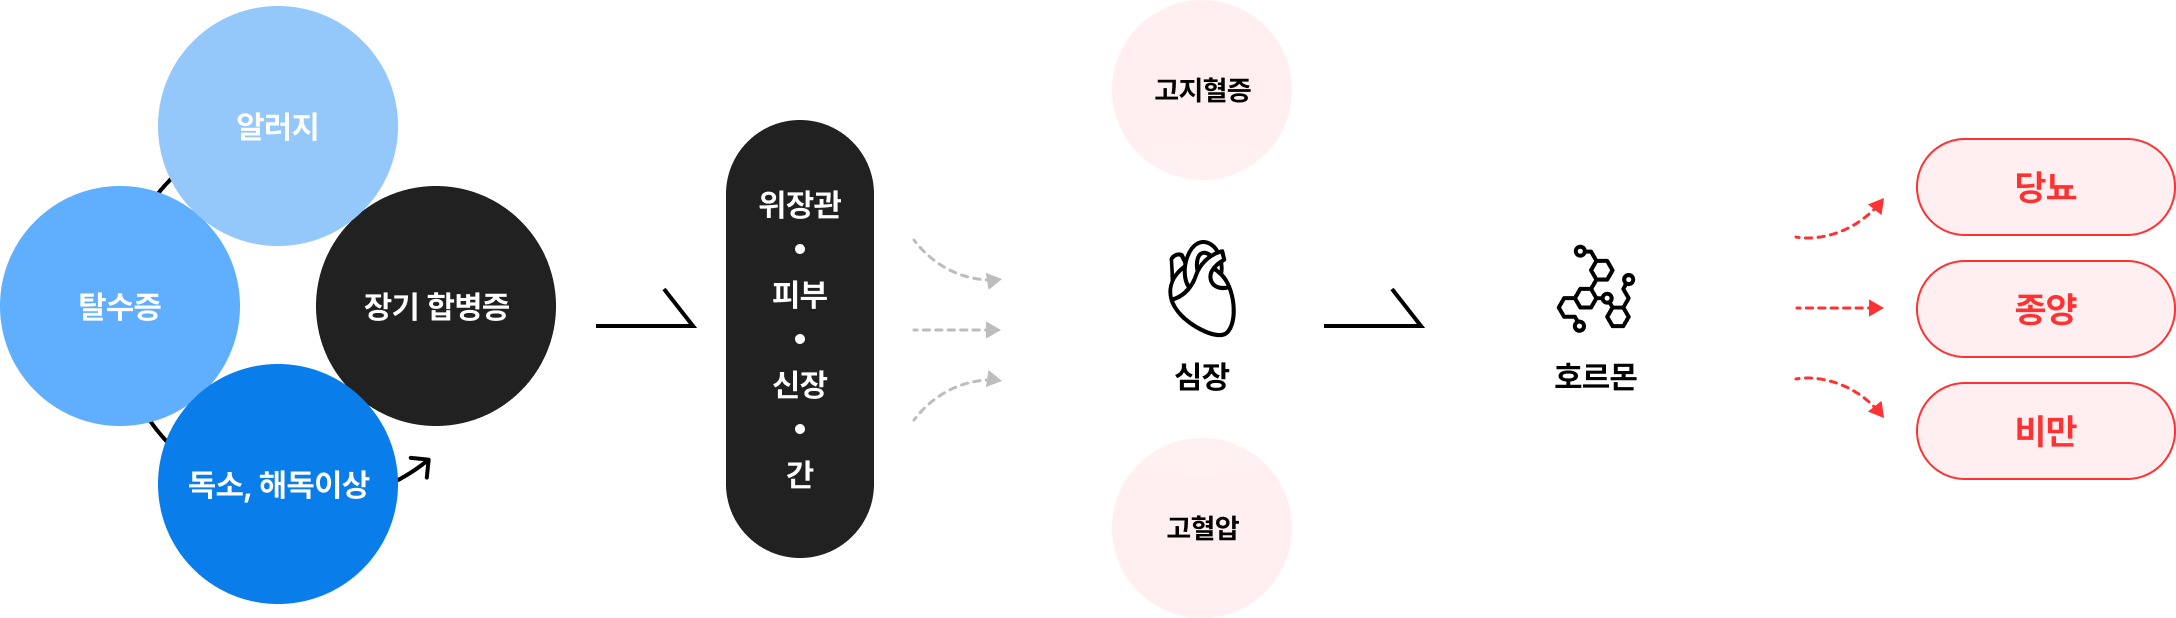 알러지
탈수증
장기 합병증
독소, 해독이상
위장관
피부
신장
간
고지혈증
심장
고혈압
호르몬
당뇨
종양
비만